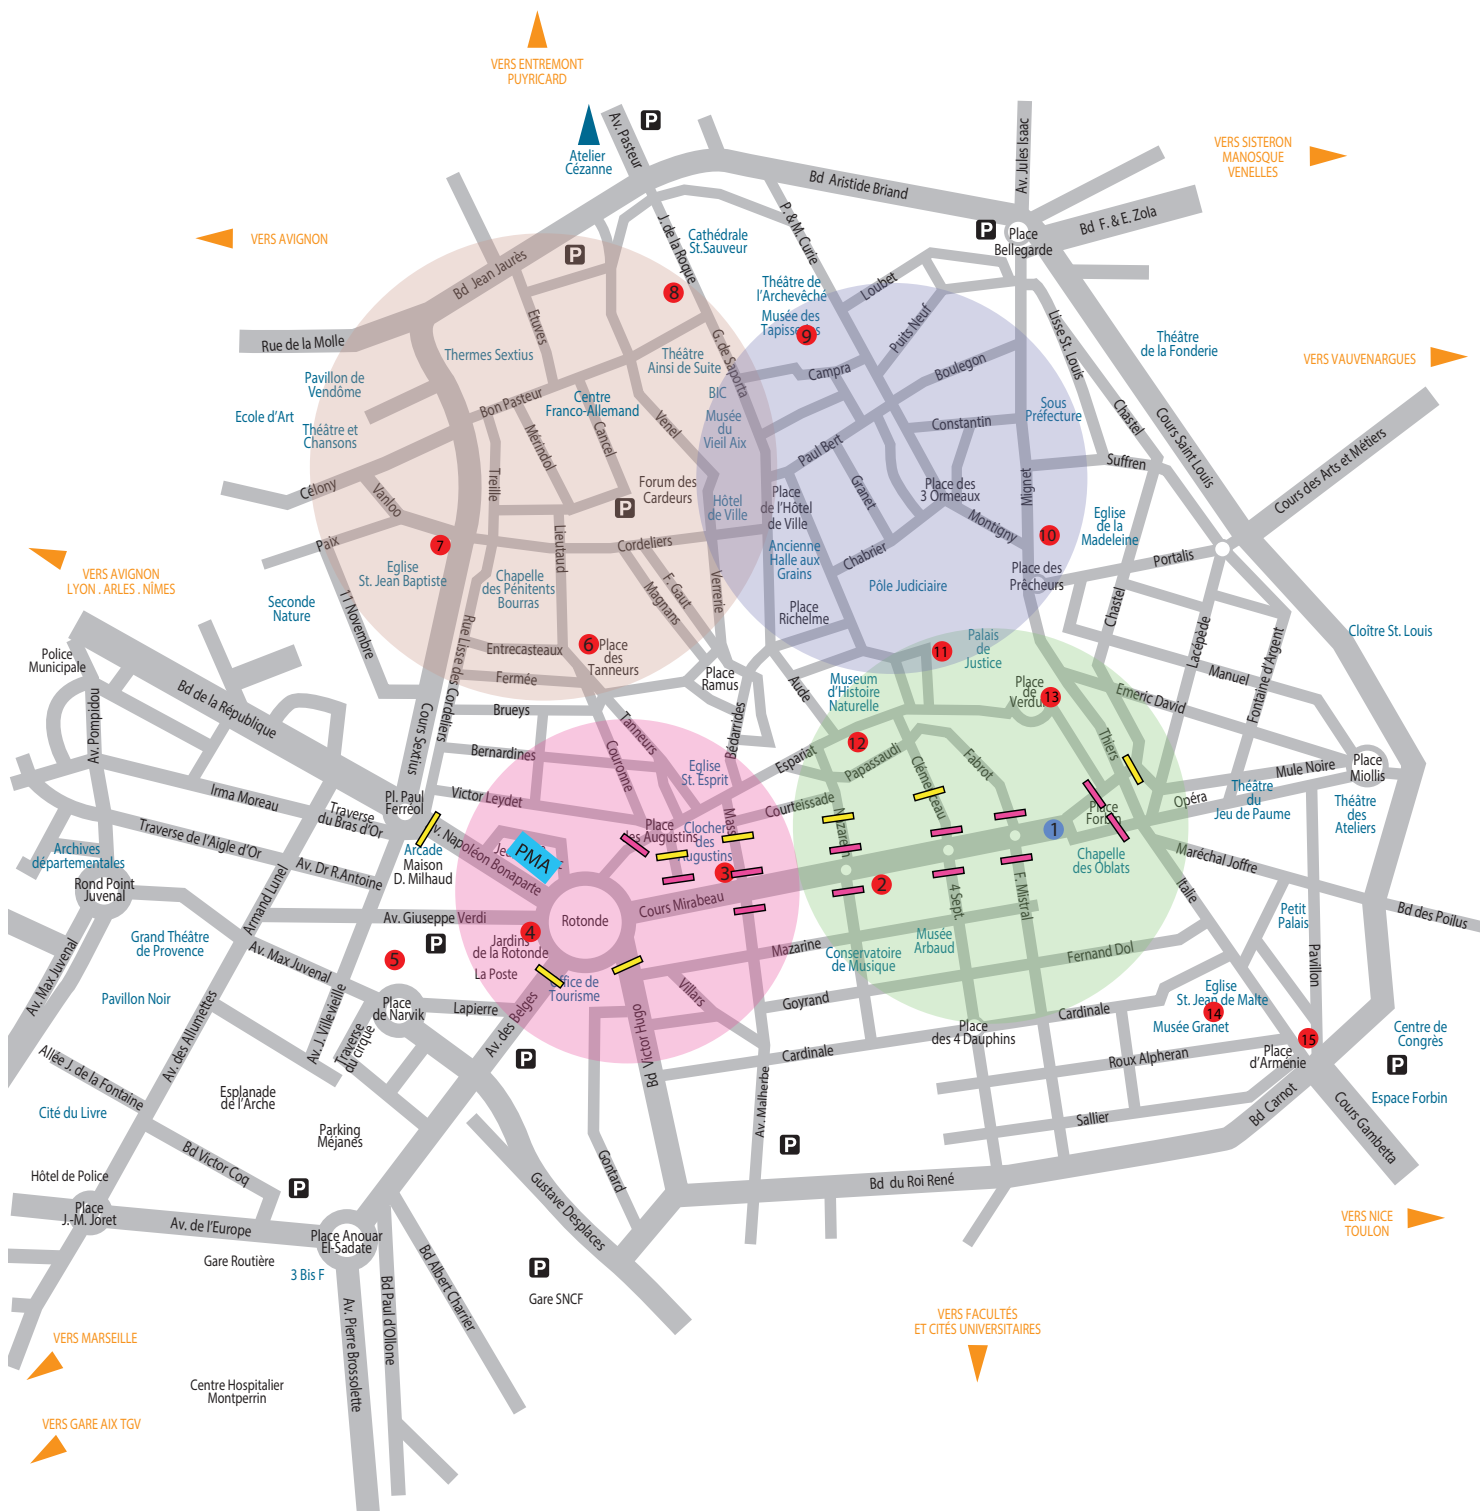 VERS ENTREMONT
PUYRICARD
Av. Pasteur
P
Atelier
Cézanne
Av. Jules Isaac
VERS SISTERON
MANOSQUE
VENELLES
Bd Aristide Briand
Bd F. & E. Zola
P
Place
Bellegarde
VERS AVIGNON
J. de la Roque
P. & M. Curie
Cathédrale
St.Sauveur
P
Bd Jean Jaurès
8
Théâtre de
l'Archevêché
Loubet
Musée des
9
Etuves
Puits Neuf
Lisse St. Louis
Théâtre
de la Fonderie
Rue de la Molle
Thermes Sextius
Théâtre
Ainsi de Suite
G. de Saporta
VERS VAUVENARGUES
Campra
Boulegon
Pavillon de
Vendôme
BIC
Centre
Franco-Allemand
Bon Pasteur
Ecole d'Art
Théâtre et
Chansons
Musée
du
Vieil Aix
Venel
Cancel
Mérindol
Sous
Préfecture
Constantin
Chastel
Cours Saint Louis
Paul Bert
Cours des Arts et Métiers
Suffren
Célony
Vanloo
Treille
Forum des
Cardeurs
P
Hôtel
de Ville
Place
de l'Hôtel
de Ville
Granet
Place des
3 Ormeaux
Mignet
Montigny
10
Eglise
de la
Madeleine
Paix
7
Lieutaud
Cordeliers
Ancienne
Halle aux
Grains
Chabrier
Portalis
VERS AVIGNON
LYON . ARLES . NÎMES
Eglise
St. Jean Baptiste
Chapelle
des Pénitents
Bourras
F. Gaut
Magnans
Verrerie
Place
Richelme
Pôle Judiciaire
Place des
Prêcheurs
Chastel
Seconde
Nature
11 Novembre
Rue Lisse des Cordeliers
Lacépède
Fontaine d'Argent
Cloître St. Louis
Police
Municipale
Entrecasteaux
6
Place
des
Tanneurs
11
Palais
de
Justice
Manuel
Fermée
Place
Ramus
Aude
Museum
d'Histoire
Naturelle
Place
de
Verdun
13
Emeric David
Bd de la République
Av. Pompidou
Cours Sextius
Brueys
Tanneurs
Bédarrides
Bernardines
Couronne
Eglise
St. Esprit
Espariat
12
Papassaudi
Clémenceau
Fabrot
Thiers
Mule Noire
Place
Miollis
Irma Moreau
Traverse
du Bras d'Or
Pl. Paul
Ferréol
Victor Leydet
Courteissade
Opéra
Théâtre
du
Jeu de Paume
Théâtre
des
Ateliers
Traverse de l'Aigle d'Or
Av. Napoléon Bonaparte
Place
des Augustins
Clocher
des
Augustins
Place
Forbin
1
Archives
départementales
Av. Dr R.Antoine
Arcade
Maison
D. Milhaud
PMA
3
2
Chapelle
des Oblats
Maréchal Joffre
Rond Point
Juvenal
Armand Lunel
Rotonde
Cours Mirabeau
4 Sept.
F. Mistral
Italie
Petit
Palais
Bd des Poilus
Av. Giuseppe Verdi
4
Jardins
de la Rotonde
La Poste
Mazarine
Musée
Arbaud
Conservatoire
de Musique
Fernand Dol
Pavillon
Grand Théâtre
de Provence
Av. Max Juvenal
P
5
Office de
Tourisme
Av. Max Juvenal
Pavillon Noir
Place
de Narvik
Lapierre
Villars
Goyrand
Cardinale
Eglise
St. Jean de Malte
14
Musée Granet
Av. J. Villevieille
Traverse
du cirque
Av. des Belges
Bd Victor Hugo
Place
des 4 Dauphins
15
Centre de
Congrès
P
Av. des Allumettes
P
Cardinale
Roux Alpheran
Place
d'Arménie
Allée J. de la Fontaine
Esplanade
de l'Arche
Av. Malherbe
Espace Forbin
Cité du Livre
Parking
Méjanes
Sallier
Bd Carnot
Cours Gambetta
P
Bd Victor Coq
Gontard
Hôtel de Police
P
Gustave Desplaces
Bd du Roi René
Place
J.-M. Joret
Av. de l'Europe
Place Anouar
El-Sadate
VERS NICE
TOULON
Gare Routière
3 Bis F
P
Gare SNCF
Bd Albert Charrier
Bd Paul d'Ollone
Av. Pierre Brossolette
VERS FACULTÉS
ET CITÉS UNIVERSITAIRES
VERS MARSEILLE
Centre Hospitalier
Montperrin
VERS GARE AIX TGV